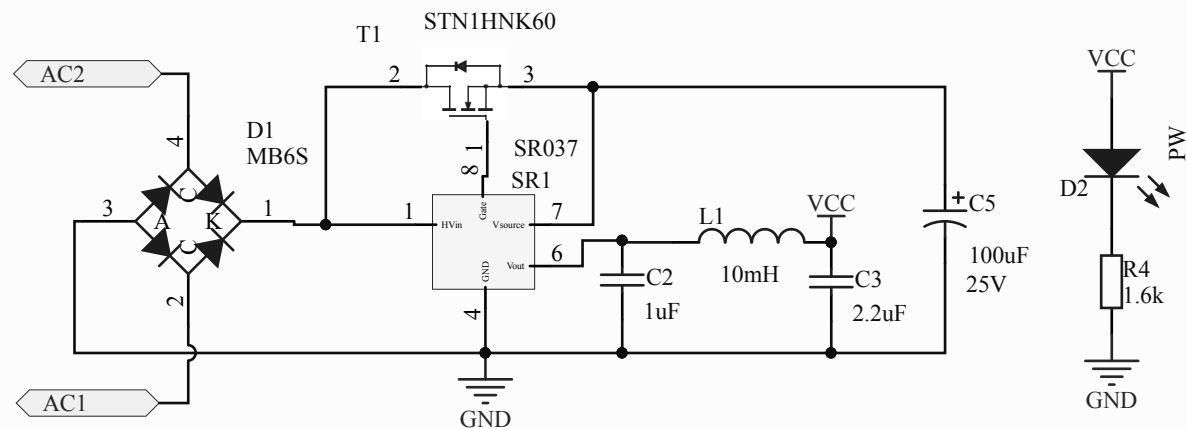 STN1HNK60
T1
AC2
2
3
VCC
4
D1
MB6S
1
8
SR037
SR1
PW
D2
C
A
K
C
3
1
1
HVin
Gate
Vsource
7
Vout
6
GND
4
L1
10mH
VCC
C5
100uF
25V
C2
1uF
C3
2.2uF
R4
1.6k
2
AC1
GND
GND